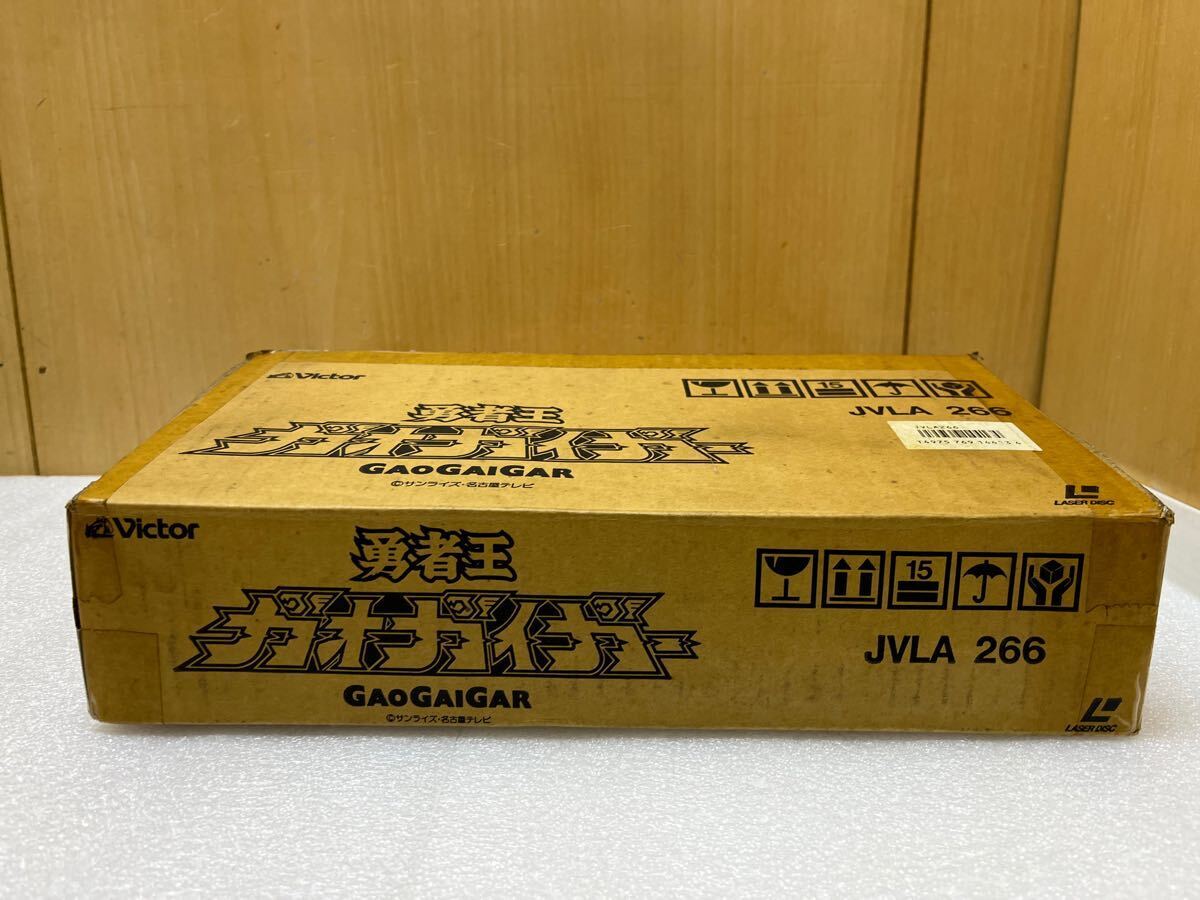 Victor
勇者王
ガオガイガー
GAOGAIGAR
©サンライズ・名古屋テレビ
15
JVLA 266
JVLA266
LASER DISC
Victor
勇者王
ガオガイガー
GAOGAIGAR
©サンライズ・名古屋テレビ
15
JVLA 266
LASER DISC